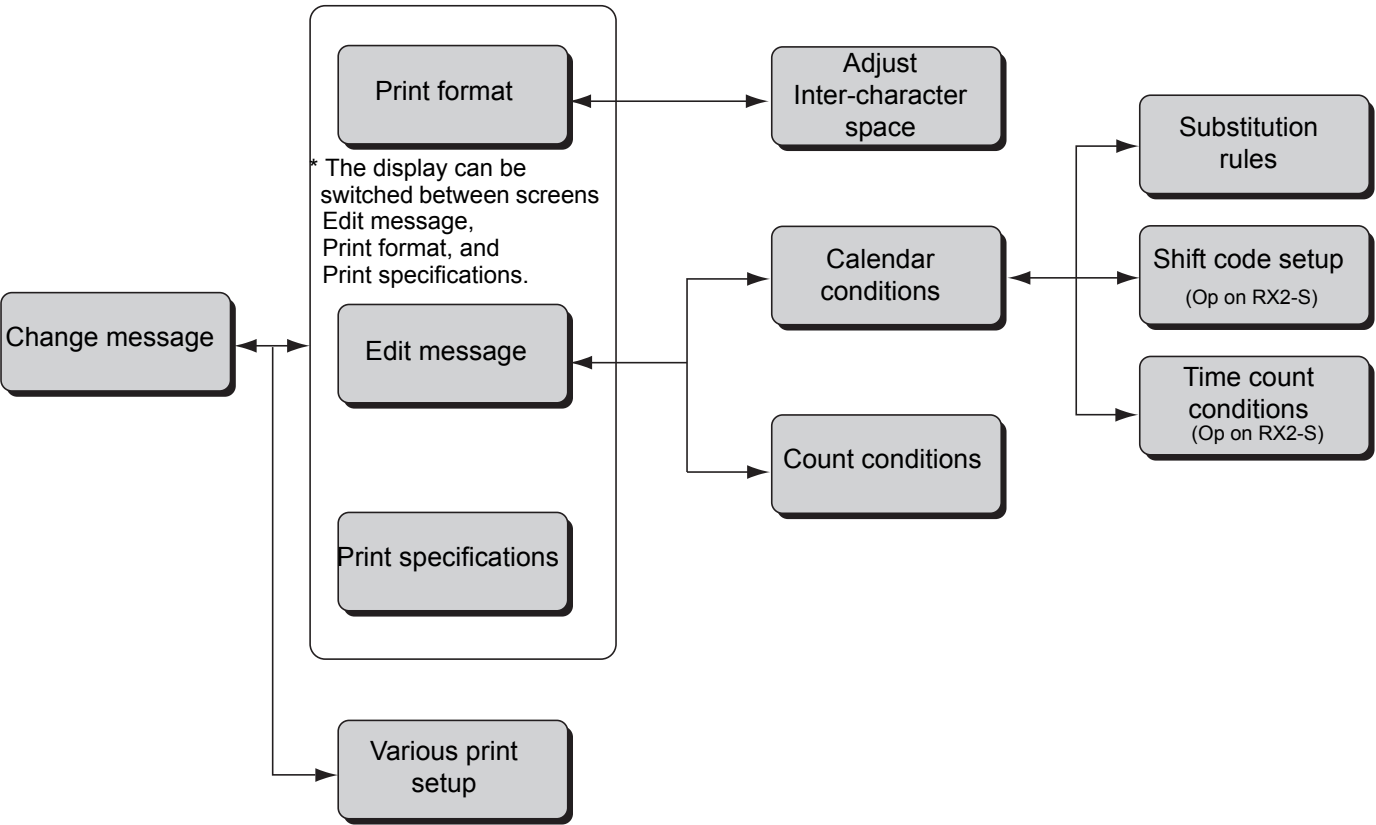 Change message
Print format
* The display can be
switched between screens
Edit message,
Print format, and
Print specifications.
Edit message
Print specifications
Various print
setup
Adjust
Inter-character
space
Calendar
conditions
Count conditions
Substitution
rules
Shift code setup
(Op on RX2-S)
Time count
conditions
(Op on RX2-S)